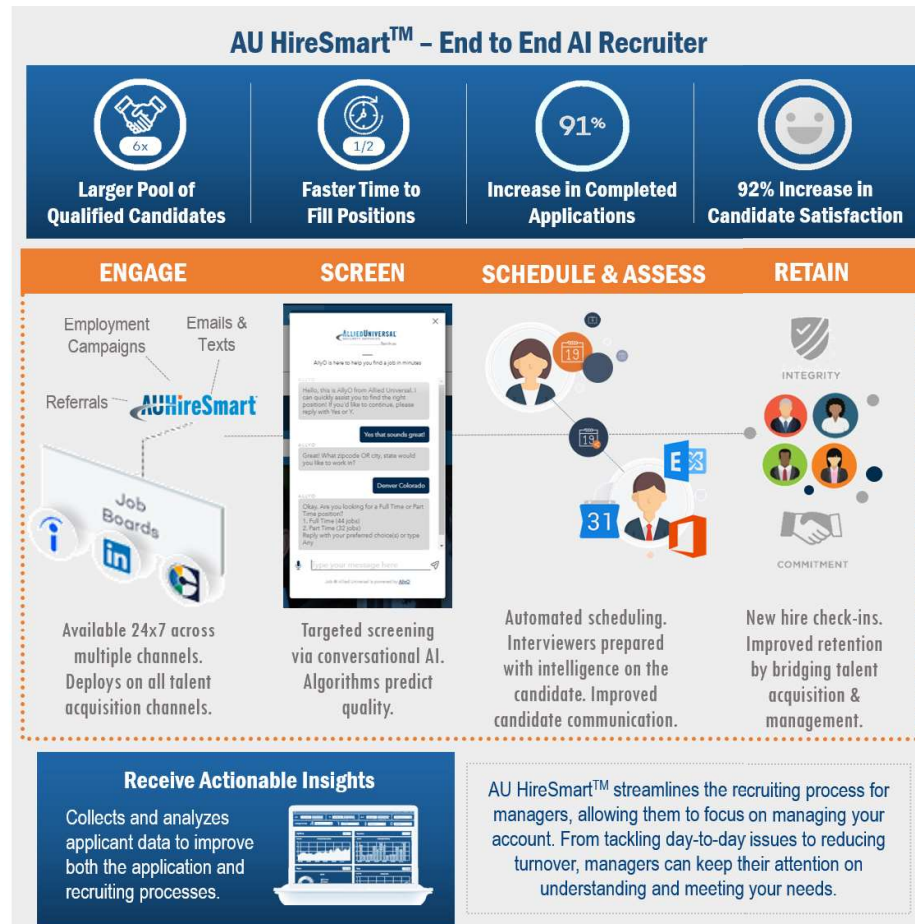 AU HireSmart™ – End to End AI Recruiter
6x
Larger Pool of
Qualified Candidates
1/2
Faster Time to
Fill Positions
91%
Increase in Completed
Applications
92% Increase in
Candidate Satisfaction
ENGAGE
SCREEN
SCHEDULE & ASSESS
RETAIN
Employment
Campaigns
Emails &
Texts
Referrals
AUHireSmart
Job
Boards
in
Available 24x7 across
multiple channels.
Deploys on all talent
acquisition channels.
ALLIEDUNIVERSAL
AllyO is here to help you find a job in minutes
Hello, this is AllyO from Allied Universal. I
can quickly assist you to find the right
position! If you'd like to continue, please
reply with Yes or Y.
Yes that sounds great!
Great! What zipcode OR city, state would
you like to work in?
Denver Colorado
Okay. Are you looking for a Full Time or Part
Time position?
1. Full Time (44 jobs)
2. Part Time (32 jobs)
Reply with your preferred choice(s) or type
Any
Type your message here
Targeted screening
via conversational AI.
Algorithms predict
quality.
19
19
31
E
Automated scheduling.
Interviewers prepared
with intelligence on the
candidate. Improved
candidate communication.
INTEGRITY
COMMITMENT
New hire check-ins.
Improved retention
by bridging talent
acquisition &
management.
Receive Actionable Insights
Collects and analyzes
applicant data to improve
both the application and
recruiting processes.
AU HireSmart™ streamlines the recruiting process for
managers, allowing them to focus on managing your
account. From tackling day-to-day issues to reducing
turnover, managers can keep their attention on
understanding and meeting your needs.